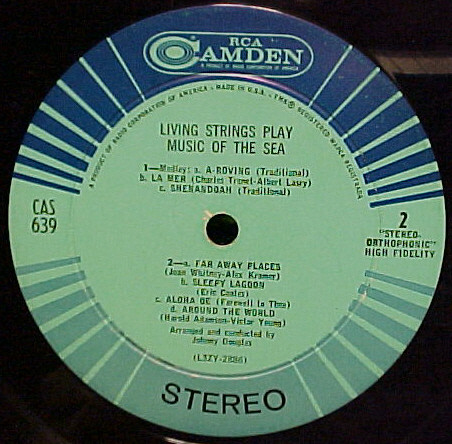 RCA
CAMDEN
A PRODUCT OF RADIO CORPORATION OF AMERICA
A PRODUCT OF RADIO CORPORATION OF AMERICA - MADE IN U.S.A. - TMK ® REGISTERED MARCA REGISTRADA
LIVING STRINGS PLAY
MUSIC OF THE SEA
1—Medley: a. A-ROVING (Traditional)
b. LA MER (Charles Trenet-Albert Lasry)
c. SHENANDOAH (Traditional)
CAS
639
2
"STEREO-
ORTHOPHONIC"
HIGH FIDELITY
2—a. FAR AWAY PLACES
(Joan Whitney-Alex Kramer)
b. SLEEPY LAGOON
(Eric Coates)
c. ALOHA OE (Farewell to Thee)
d. AROUND THE WORLD
(Harold Adamson-Victor Young)
Arranged and conducted by
Johnny Douglas
(L3ZY-2886)
STEREO